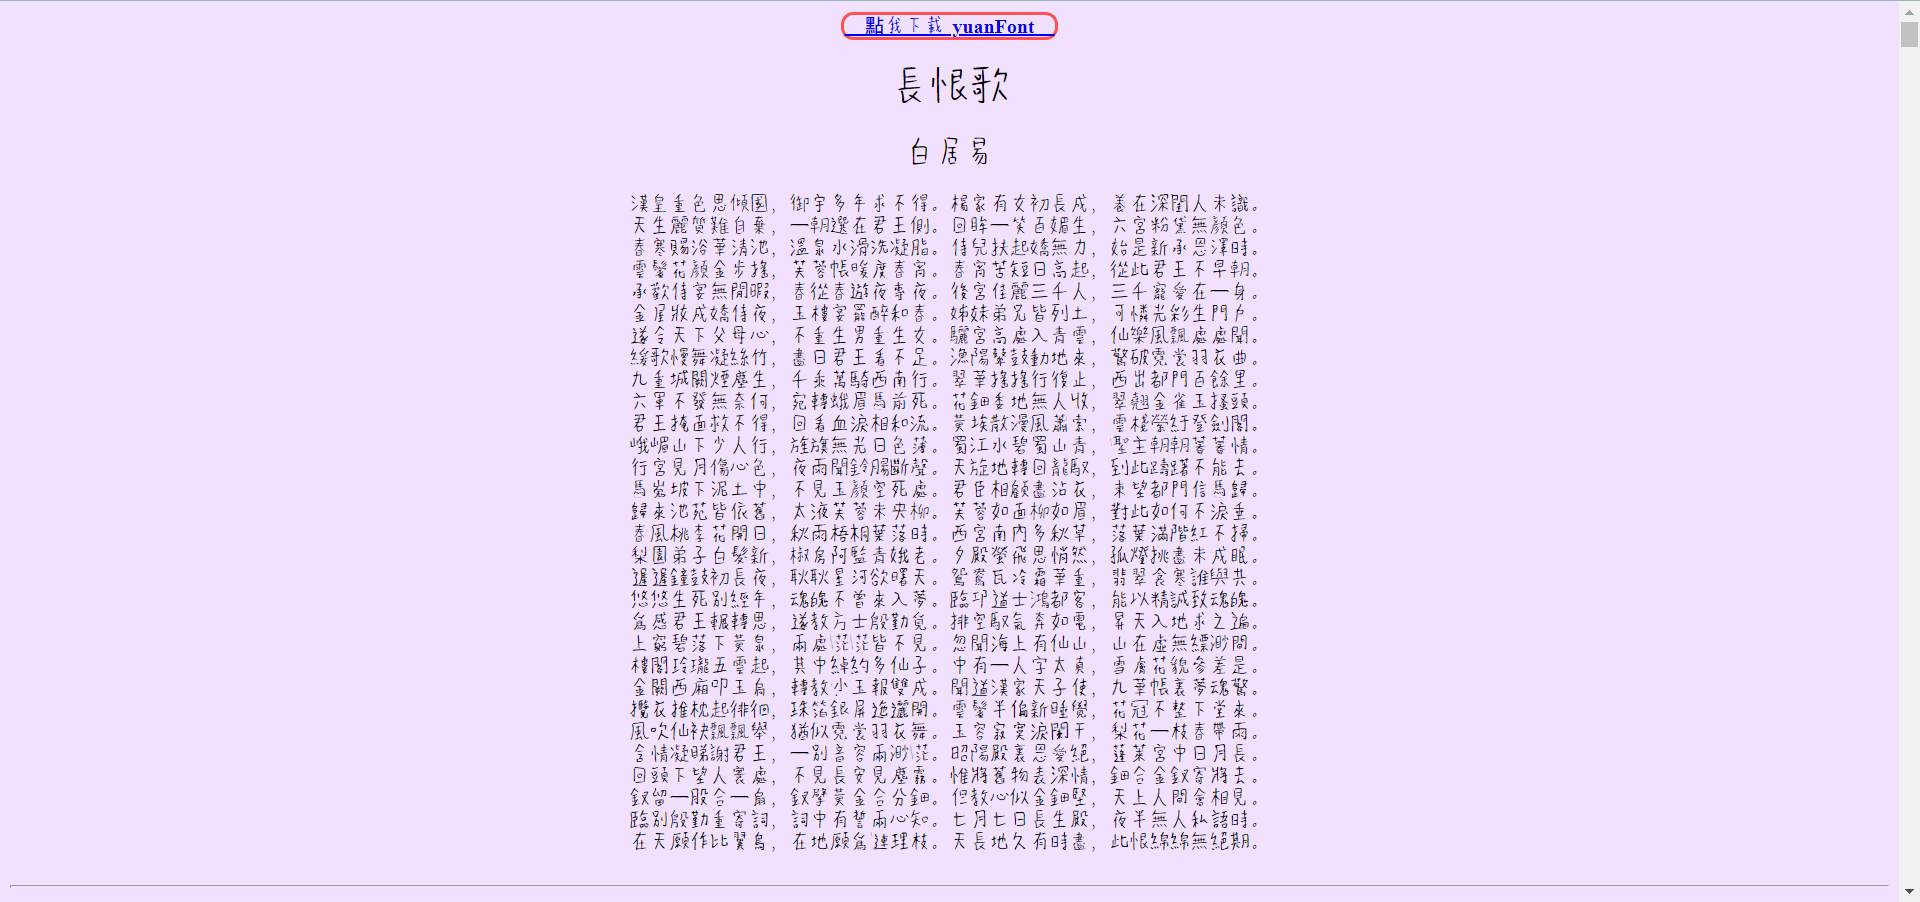 點我下载 yuanFont
長恨歌
白居易
漢皇重色思傾國，御宇多年求不得。楊家有女初長成，養在深閨人未識。
天生麗質難自棄，一朝選在君王側。回眸一笑百媚生，六宮粉黛無顏色。
春寒賜浴華清池，溫泉水滑洗凝脂。侍兒扶起嬌無力，始是新承恩澤時。
雲鬢花顏金步搖，芙蓉帳暖度春宵。春宵苦短日高起，從此君王不早朝。
承歡侍宴無閒暇，春從春遊夜專夜。後宮佳麗三千人，三千寵愛在一身。
金屋妝成嬌侍夜，玉樓宴罷醉和春。姊妹弟兄皆列土，可憐光彩生門戶。
遂令天下父母心，不重生男重生女。驪宮高處入青雲，仙樂風飄處處聞。
緩歌慢舞凝絲竹，盡日君王看不足。漁陽鼙鼓動地來，驚破霓裳羽衣曲。
九重城闕煙塵生，千乘萬騎西南行。翠華搖搖行復止，西出都門百餘里。
六軍不發無奈何，宛轉蛾眉馬前死。花鈿委地無人收，翠翹金雀玉搔頭。
君王掩面救不得，回看血淚相和流。黃埃散漫風蕭索，雲棧縈紆登劍閣。
峨嵋山下少人行，旌旗無光日色薄。蜀江水碧蜀山青，聖主朝朝暮暮情。
行宮見月傷心色，夜雨聞鈴腸斷聲。天旋地轉回龍馭，到此躊躇不能去。
馬嵬坡下泥土中，不見玉顏空死處。君臣相顧盡沾衣，東望都門信馬歸。
歸來池苑皆依舊，太液芙蓉未央柳。芙蓉如面柳如眉，對此如何不淚垂。
春風桃李花開日，秋雨梧桐葉落時。西宮南內多秋草，落葉滿階紅不掃。
梨園弟子白髮新，椒房阿監青娥老。夕殿螢飛思悄然，孤燈挑盡未成眠。
遲遲鐘鼓初長夜，耿耿星河欲曙天。鴛鴦瓦冷霜華重，翡翠衾寒誰與共。
悠悠生死別經年，魂魄不曾來入夢。臨邛道士鴻都客，能以精誠致魂魄。
為感君王輾轉思，遂教方士殷勤覓。排空馭氣奔如電，昇天入地求之遍。
上窮碧落下黃泉，兩處茫茫皆不見。忽聞海上有仙山，山在虛無縹渺間。
樓閣玲瓏五雲起，其中綽約多仙子。中有一人字太真，雪膚花貌參差是。
金闕西廂叩玉扃，轉教小玉報雙成。聞道漢家天子使，九華帳裏夢魂驚。
攬衣推枕起徘徊，珠箔銀屏迤邐開。雲鬢半偏新睡覺，花冠不整下堂來。
風吹仙袂飄飄舉，猶似霓裳羽衣舞。玉容寂寞淚闌干，梨花一枝春帶雨。
含情凝睇謝君王，一別音容兩渺茫。昭陽殿裏恩愛絕，蓬萊宮中日月長。
回頭下望人寰處，不見長安見塵霧。惟將舊物表深情，鈿合金釵寄將去。
釵留一股合一扇，釵擘黃金合分鈿。但教心似金鈿堅，天上人間會相見。
臨別殷勤重寄詞，詞中有誓兩心知。七月七日長生殿，夜半無人私語時。
在天願作比翼鳥，在地願為連理枝。天長地久有時盡，此恨綿綿無絕期。